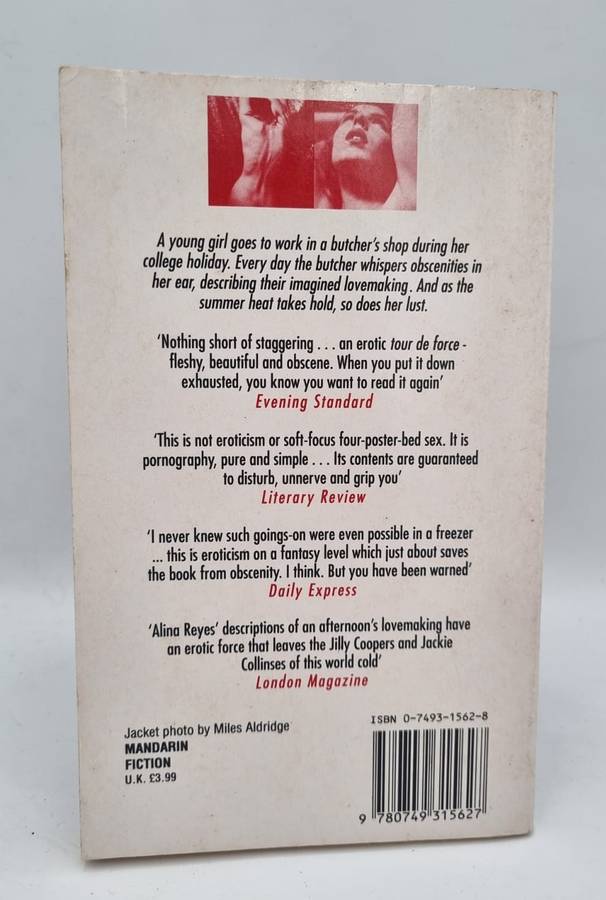 A young girl goes to work in a butcher's shop during her
college holiday. Every day the butcher whispers obscenities in
her ear, describing their imagined lovemaking. And as the
summer heat takes hold, so does her lust.
'Nothing short of staggering . . . an erotic tour de force -
fleshy, beautiful and obscene. When you put it down
exhausted, you know you want to read it again'
Evening Standard
'This is not eroticism or soft-focus four-poster-bed sex. It is
pornography, pure and simple . . . Its contents are guaranteed
to disturb, unnerve and grip you'
Literary Review
'I never knew such goings-on were even possible in a freezer
... this is eroticism on a fantasy level which just about saves
the book from obscenity. I think. But you have been warned'
Daily Express
'Alina Reyes' descriptions of an afternoon's lovemaking have
an erotic force that leaves the Jilly Coopers and Jackie
Collinses of this world cold'
London Magazine
Jacket photo by Miles Aldridge
MANDARIN
FICTION
U.K. £3.99
ISBN 0-7493-1562-8
9 780749 315627